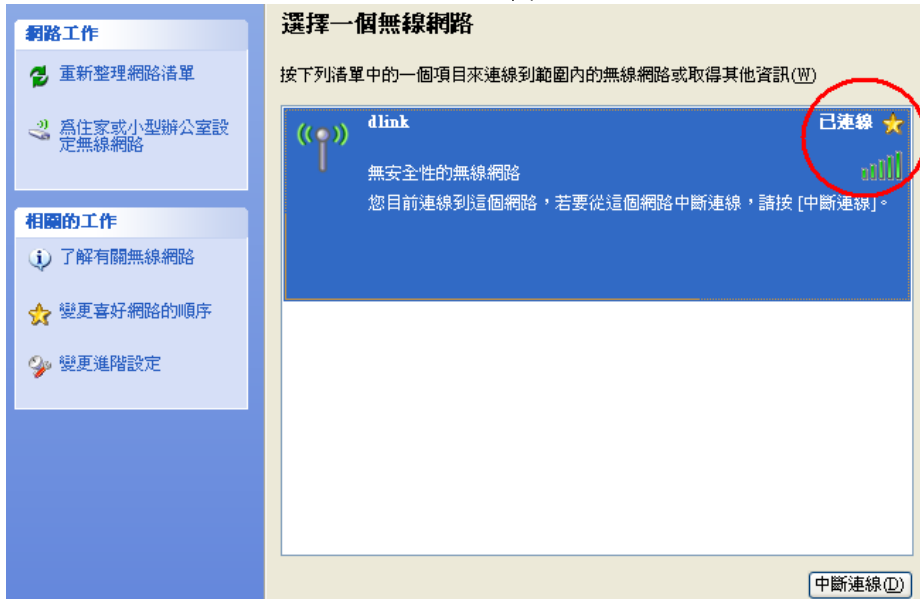 網路工作
重新整理網路清單
為住家或小型辦公室設
定無線網路
相關的工作
了解有關無線網路
變更喜好網路的順序
變更進階設定
選擇一個無線網路
按下列清單中的一個項目來連線到範圍內的無線網路或取得其他資訊(W)
dlink
已連線
無安全性的無線網路
您目前連線到這個網路,若要從這個網路中斷連線,請按 [中斷連線]。
中斷連線(D)